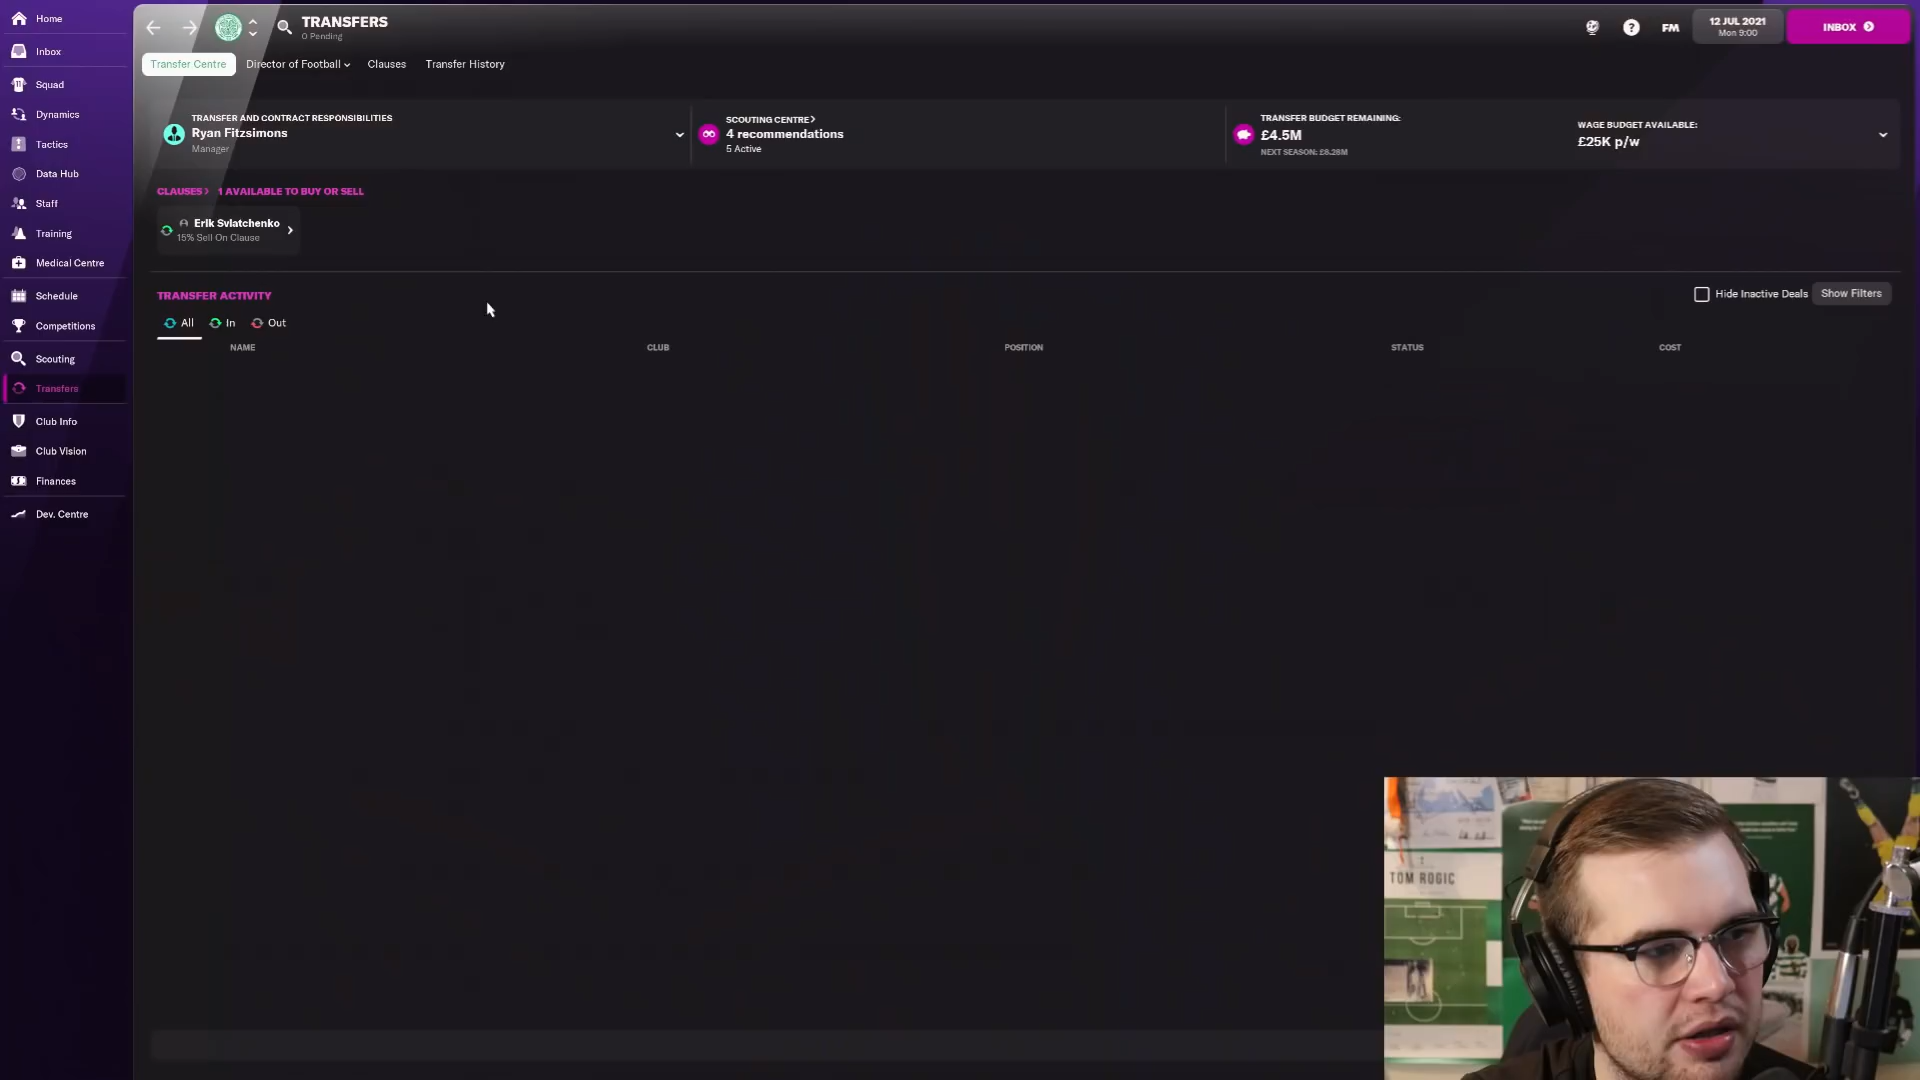 Home
Inbox
Squad
Dynamics
Tactics
Data Hub
Staff
Training
Medical Centre
Schedule
Competitions
Scouting
Transfers
Club Info
Club Vision
Finances
Dev. Centre
TRANSFERS
0 Pending
FM
12 JUL 2021
Mon 9:00
INBOX
Transfer Centre
Director of Football
Clauses
Transfer History
TRANSFER AND CONTRACT RESPONSIBILITIES
Ryan Fitzsimons
Manager
SCOUTING CENTRE
4 recommendations
5 Active
TRANSFER BUDGET REMAINING:
£4.5M
NEXT SEASON: £8.28M
WAGE BUDGET AVAILABLE:
£25K p/w
CLAUSES 1 AVAILABLE TO BUY OR SELL
Erik Sviatchenko
15% Sell On Clause
TRANSFER ACTIVITY
Hide Inactive Deals
Show Filters
All
In
Out
NAME
CLUB
POSITION
STATUS
COST
TOM ROGIC